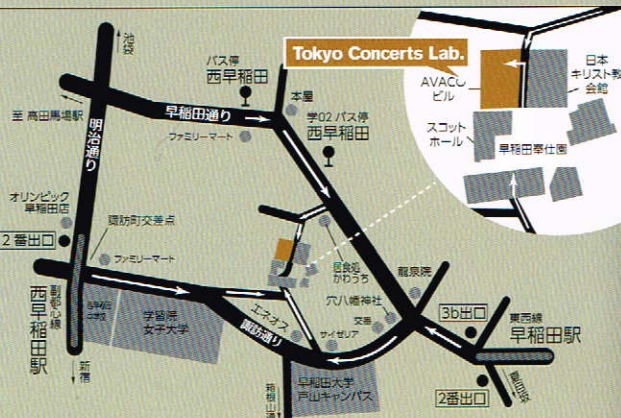 池袋
バス停
西早稲田
本屋
学02 バス停
西早稲田
早稲田通り
ファミリーマート
至 高田馬場駅
明治通り
オリンピック
早稲田店
諏訪町交差点
2番出口
ファミリーマート
副都心線
西早稲田駅
新宿
学習院
女子大学
諏訪通り
エネオス
サイゼリア
早稲田大学
戸山キャンパス
箱根山通
居食処
かわうち
龍泉院
穴八幡神社
交番
3b出口
東西線
早稲田駅
2番出口
Tokyo Concerts Lab.
AVACO
ビル
日本
キリスト教
会館
スコット
ホール
早稲田奉仕園